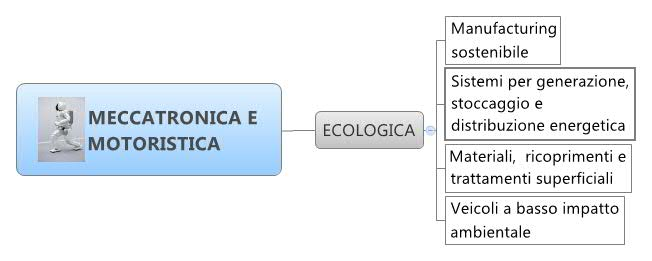 MECCATRONICA E
MOTORISTICA
ECOLOGICA
Manufacturing
sostenibile
Sistemi per generazione,
stoccaggio e
distribuzione energetica
Materiali, ricoprimenti e
trattamenti superficiali
Veicoli a basso impatto
ambientale